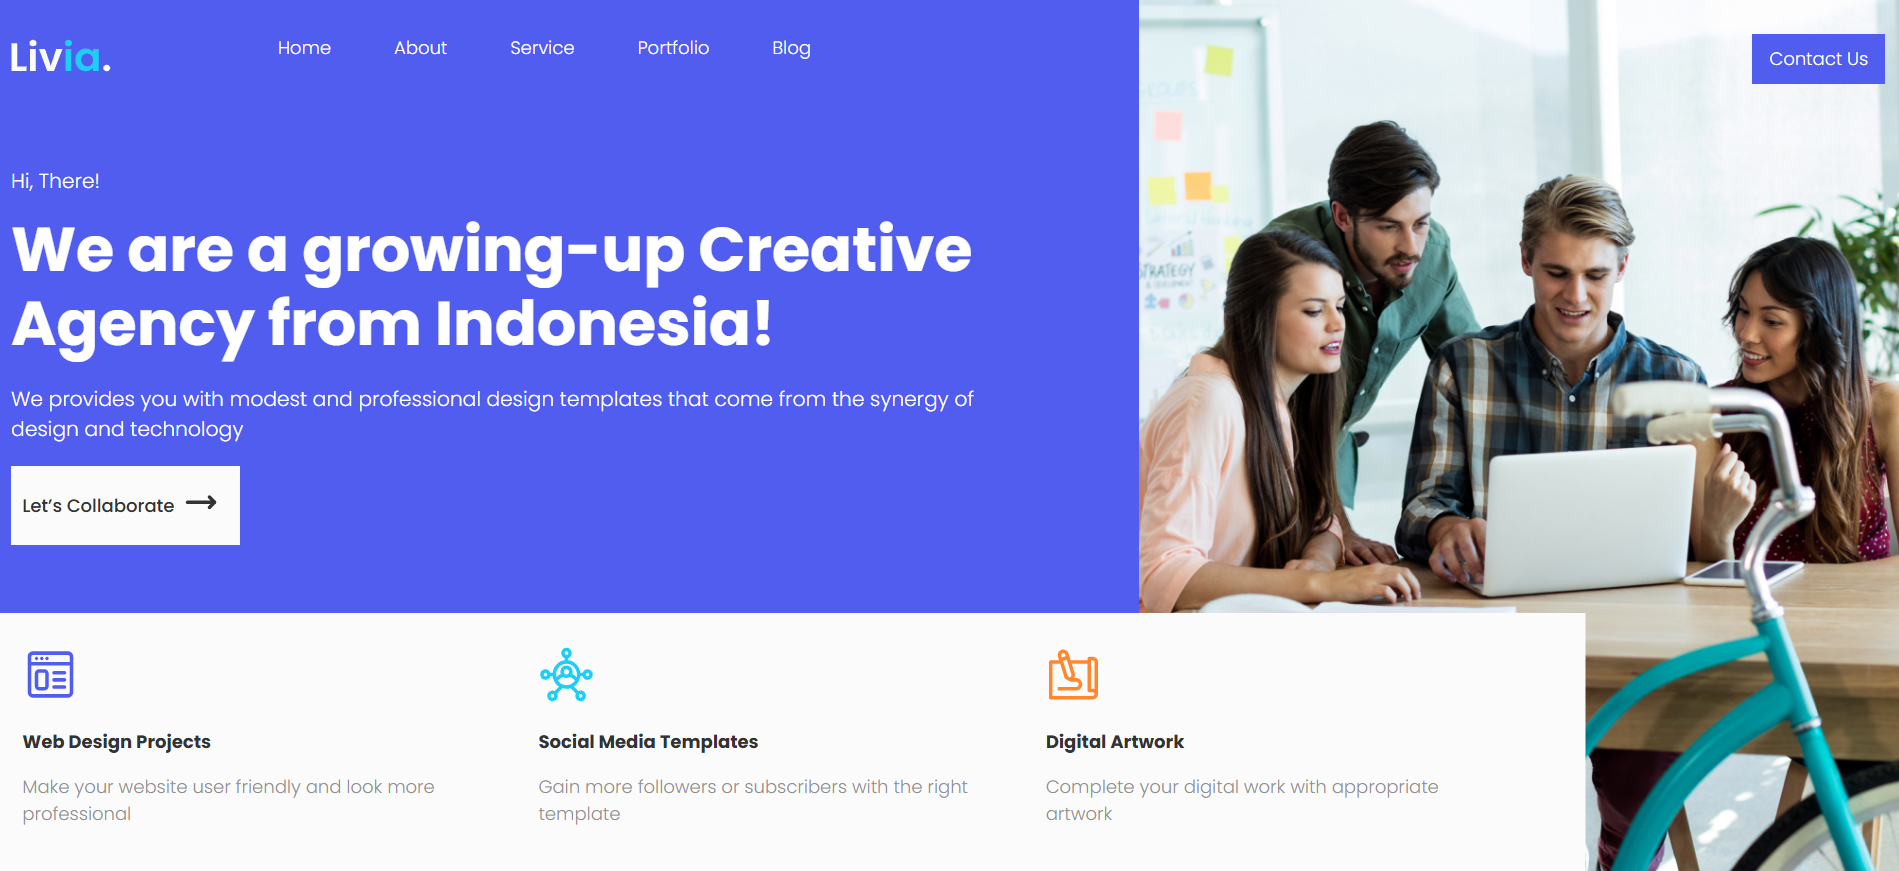 Livia.
Home
About
Service
Portfolio
Blog
Contact Us
Hi, There!
We are a growing-up Creative
Agency from Indonesia!
We provides you with modest and professional design templates that come from the synergy of
design and technology
Let’s Collaborate
GROUPS
STRATEGY
& DEVELOPMENT
Web Design Projects
Make your website user friendly and look more
professional
Social Media Templates
Gain more followers or subscribers with the right
template
Digital Artwork
Complete your digital work with appropriate
artwork